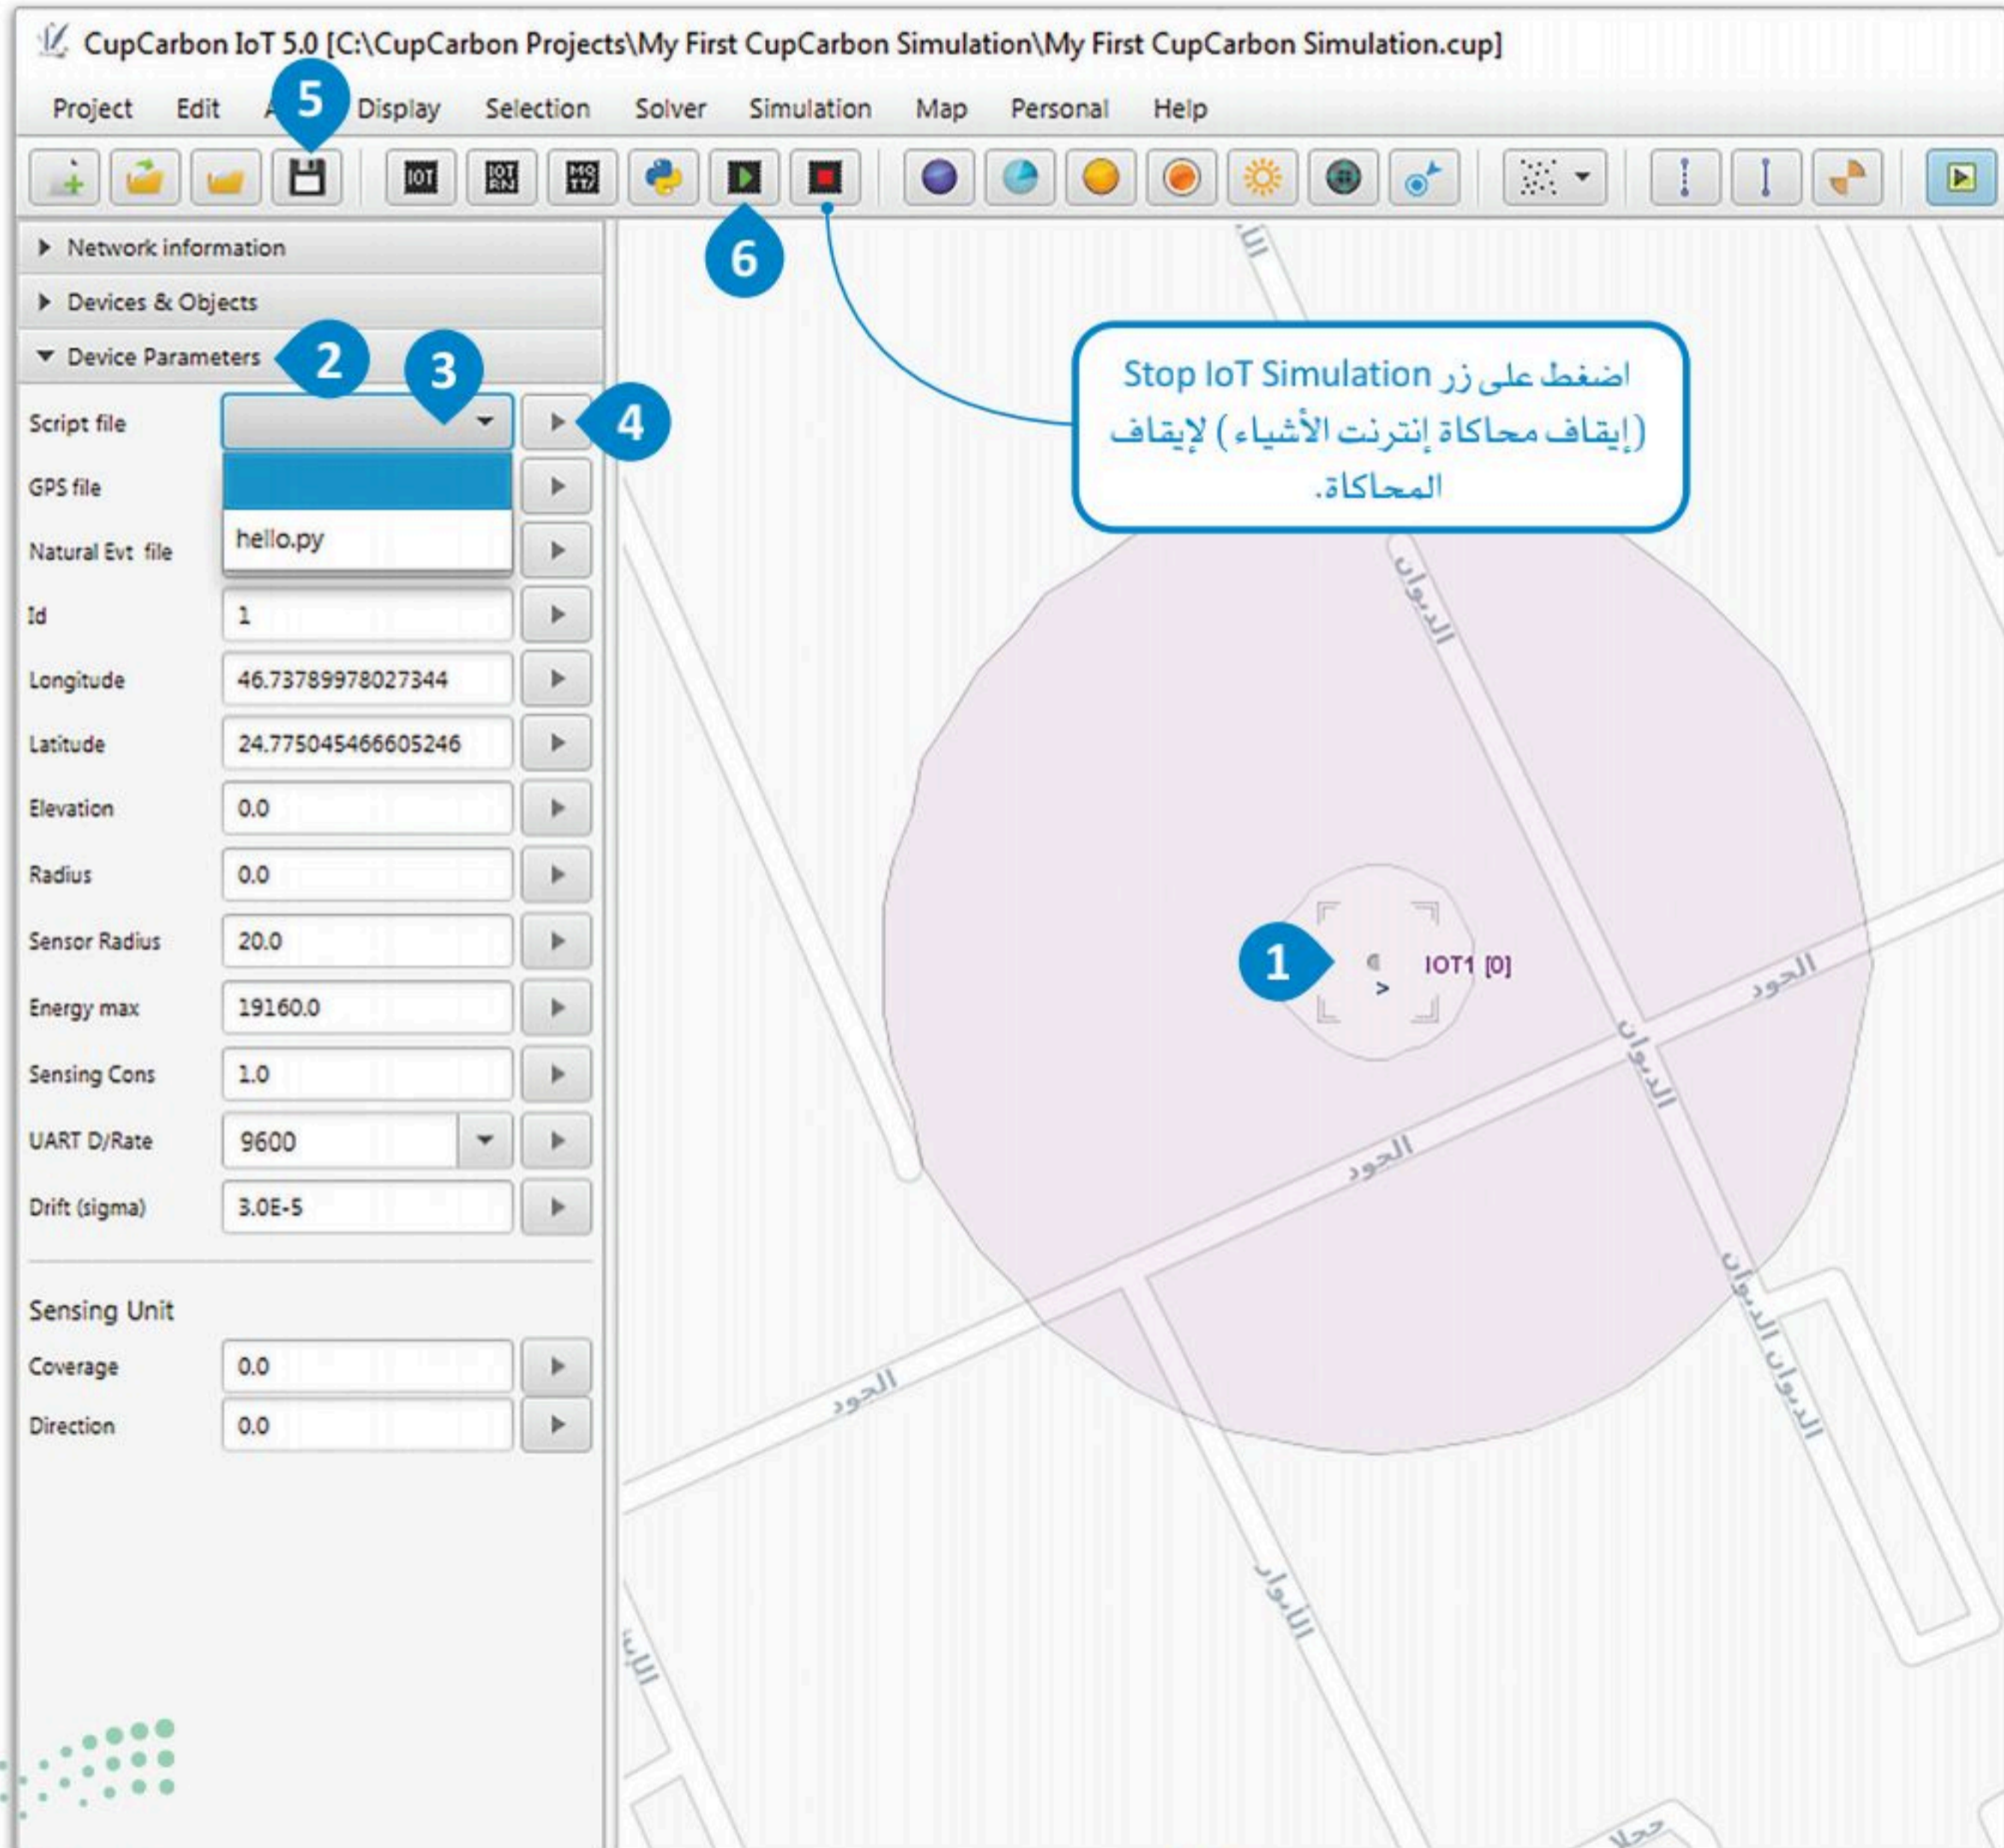 CupCarbon IoT 5.0 [C:\CupCarbon Projects\My First CupCarbon Simulation\My First CupCarbon Simulation.cup]
5
Project Edit Display Selection Solver Simulation Map Personal Help
IOT IOT RN MQ TT/
Network information
6
Devices & Objects
Device Parameters 2 3
اضغط على زر Stop IoT Simulation
(إيقاف محاكاة إنترنت الأشياء) لإيقاف
المحاكاة.
Script file 4
GPS file
hello.py
Natural Evt file
Id 1
Longitude 46.73789978027344
Latitude 24.775045466605246
Elevation 0.0
Radius 0.0
Sensor Radius 20.0
Energy max 19160.0
Sensing Cons 1.0
UART D/Rate 9600
Drift (sigma) 3.0E-5
Sensing Unit
Coverage 0.0
Direction 0.0
الديوان
1 IOT1 [0]
الجود
الديوان
الجود
الديوان الديوان
الجود
الأنوار